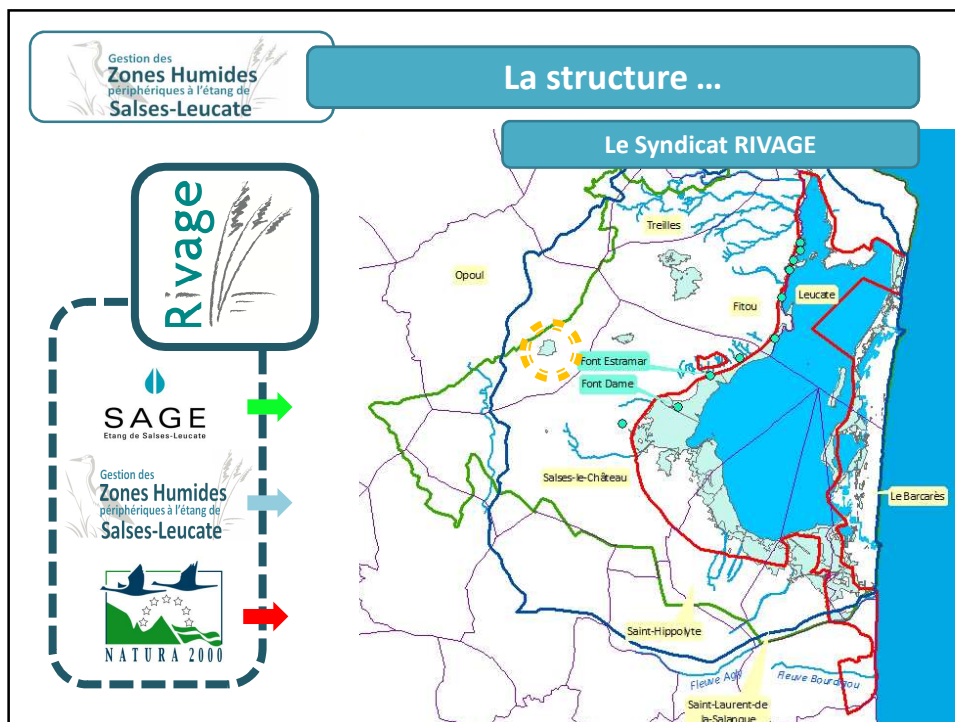 Gestion des
Zones Humides
périphériques à l'étang de
Salses-Leucate
La structure ...
Le Syndicat RIVAGE
Rivage
SAGE
Etang de Salses-Leucate
Gestion des
Zones Humides
périphériques à l'étang de
Salses-Leucate
NATURA 2000
Treilles
Opoul
Leucate
Fitou
Font Estramar
Font Dame
Salses-le-Château
Le Barcarès
Saint-Hippolyte
Fleuve Agly
Fleuve Bourdigou
Saint-Laurent-de
la-Salanque